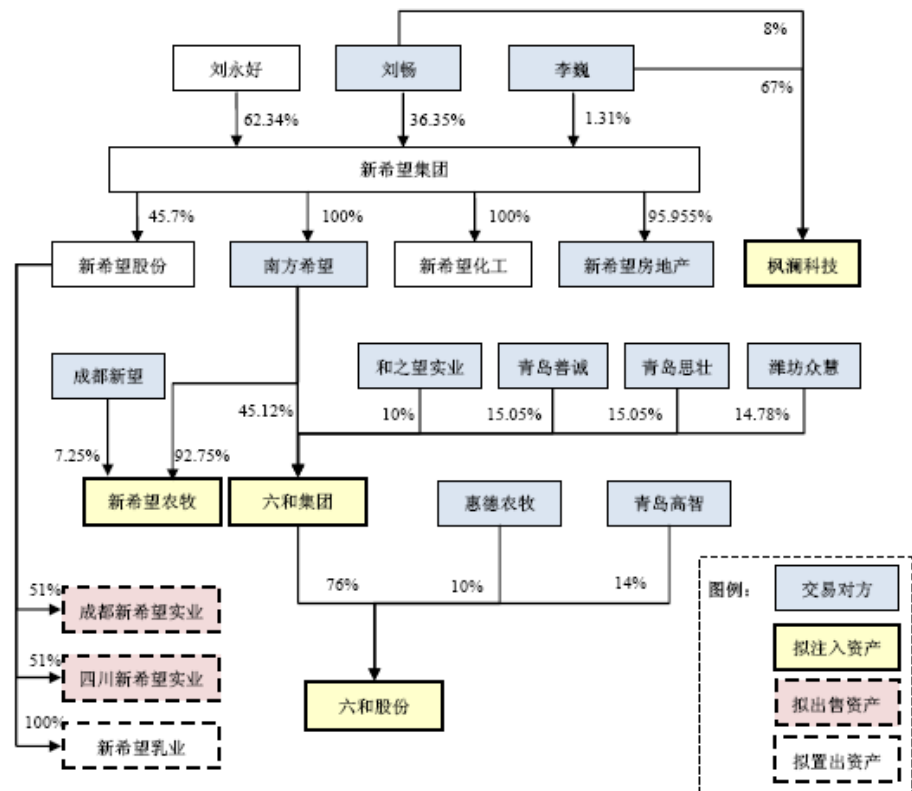 8%
刘永好
刘畅
李巍
67%
62.34%
36.35%
1.31%
新希望集团
45.7%
100%
100%
95.955%
新希望股份
南方希望
新希望化工
新希望房地产
枫澜科技
成都新望
和之望实业
青岛善诚
青岛思壮
潍坊众慧
45.12%
10%
15.05%
15.05%
14.78%
7.25%
92.75%
新希望农牧
六和集团
惠德农牧
青岛高智
51%
76%
10%
14%
图例：
交易对方
成都新希望实业
拟注入资产
51%
四川新希望实业
六和股份
拟出售资产
100%
新希望乳业
拟置出资产